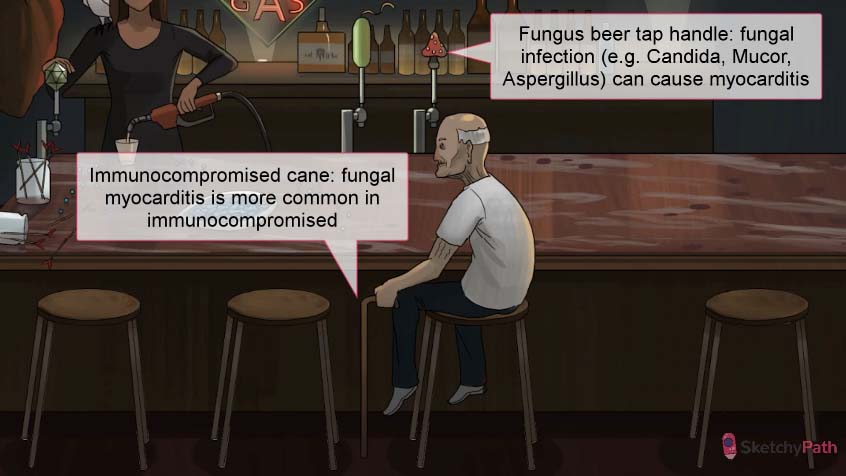 GAS
Fungus beer tap handle: fungal
infection (e.g. Candida, Mucor,
Aspergillus) can cause myocarditis
Immunocompromised cane: fungal
myocarditis is more common in
immunocompromised
SketchyPath